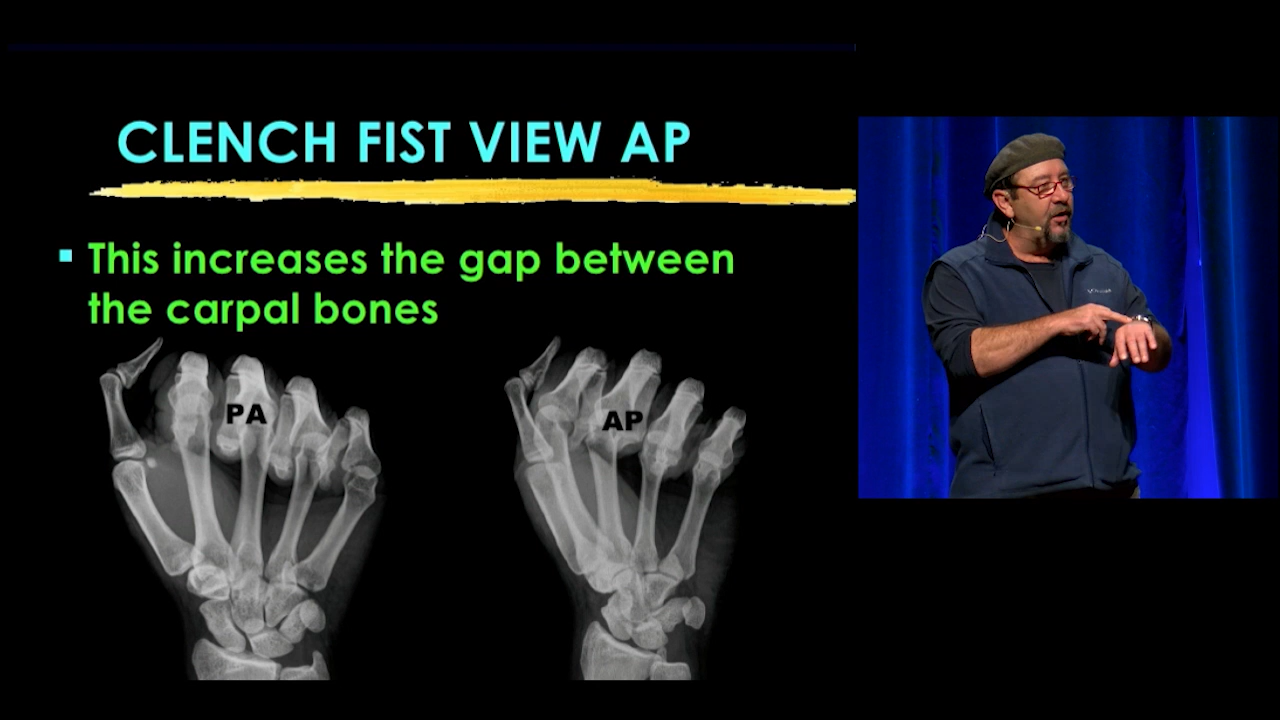 CLENCH FIST VIEW AP
This increases the gap between
the carpal bones
PA
AP